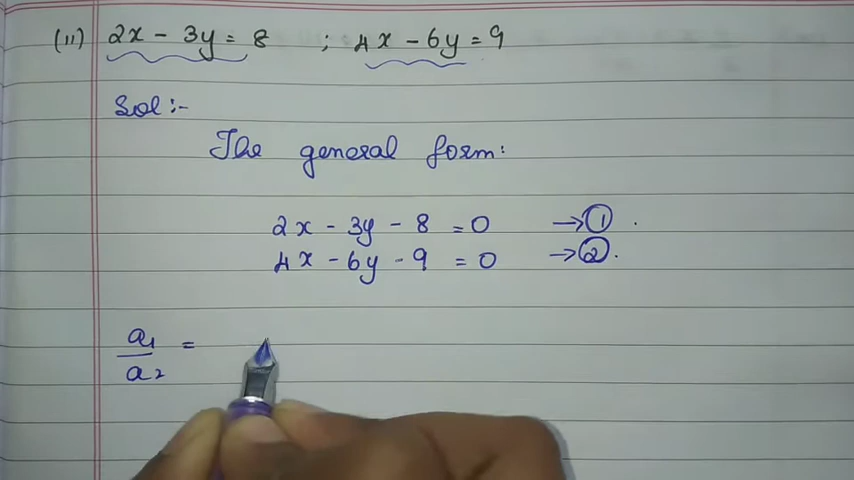 (ii) 2x - 3y = 8 ; 4x - 6y = 9
Sol :-
The general form:
2x - 3y - 8 = 0 → ①.
4x - 6y - 9 = 0 → ②.
a₁/a₂ =